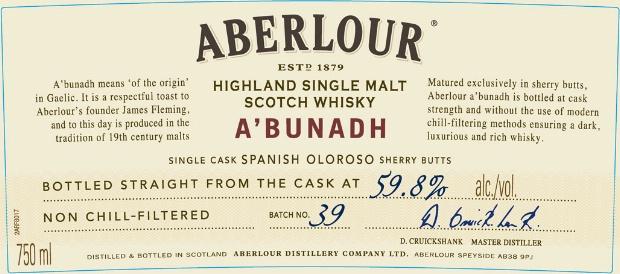 ABERLOUR®
ESTD 1879
A'bunadh means 'of the origin'
in Gaelic. It is a respectful toast to
Aberlour's founder James Fleming,
and to this day is produced in the
tradition of 19th century malts
HIGHLAND SINGLE MALT
SCOTCH WHISKY
A'BUNADH
Matured exclusively in sherry butts,
Aberlour a'bunadh is bottled at cask
strength and without the use of modern
chill-filtering methods ensuring a dark,
luxurious and rich whisky.
SINGLE CASK SPANISH OLOROSO SHERRY BUTTS
BOTTLED STRAIGHT FROM THE CASK AT 59.8% alc./vol.
NON CHILL-FILTERED BATCH NO. 39
D. CRUICKSHANK MASTER DISTILLER
750 ml
DISTILLED & BOTTLED IN SCOTLAND ABERLOUR DISTILLERY COMPANY LTD. ABERLOUR SPEYSIDE AB38 9PJ